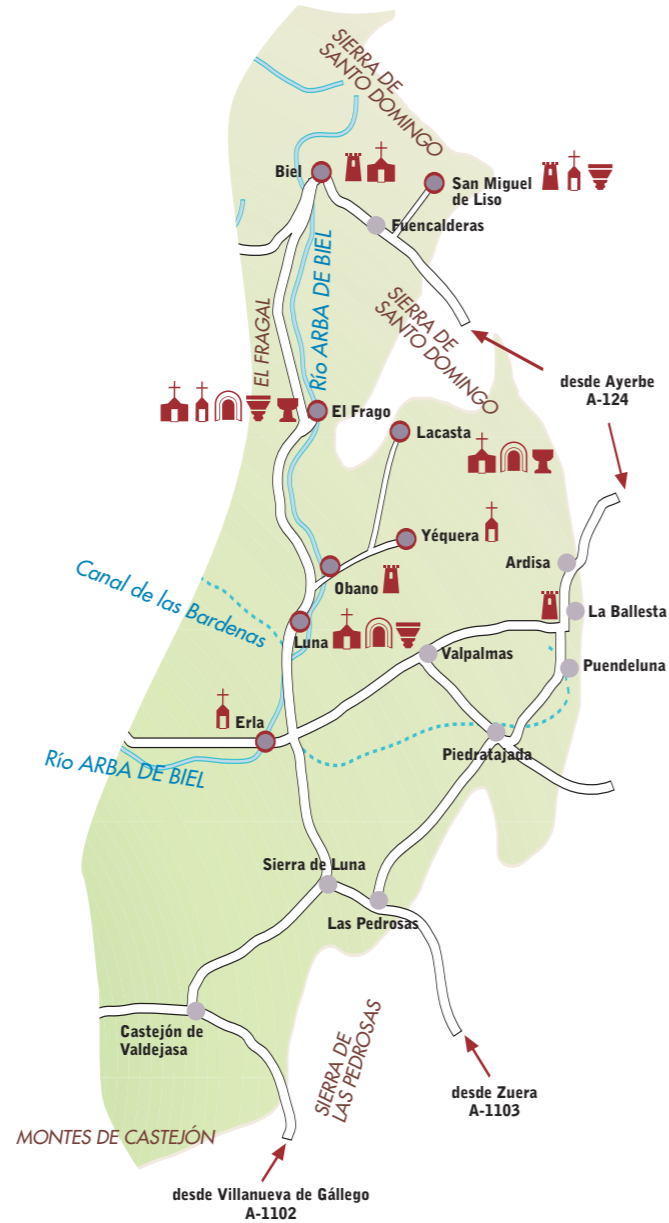 SIERRA DE
SANTO DOMINGO
Biel
San Miguel
de Liso
Fuencalderas
Río ARBA DE BIEL
EL FRAGAL
SIERRA DE
SANTO DOMINGO
desde Ayerbe
A-124
El Frago
Lacasta
Yéquera
Ardisa
Canal de las Bardenas
Obano
La Ballesta
Luna
Valpalmas
Puendeluna
Erla
Piedratajada
Río ARBA DE BIEL
Sierra de Luna
Las Pedrosas
Castejón de
Valdejasa
SIERRA DE
LAS PEDROSAS
desde Zuera
A-1103
MONTES DE CASTEJÓN
desde Villanueva de Gállego
A-1102